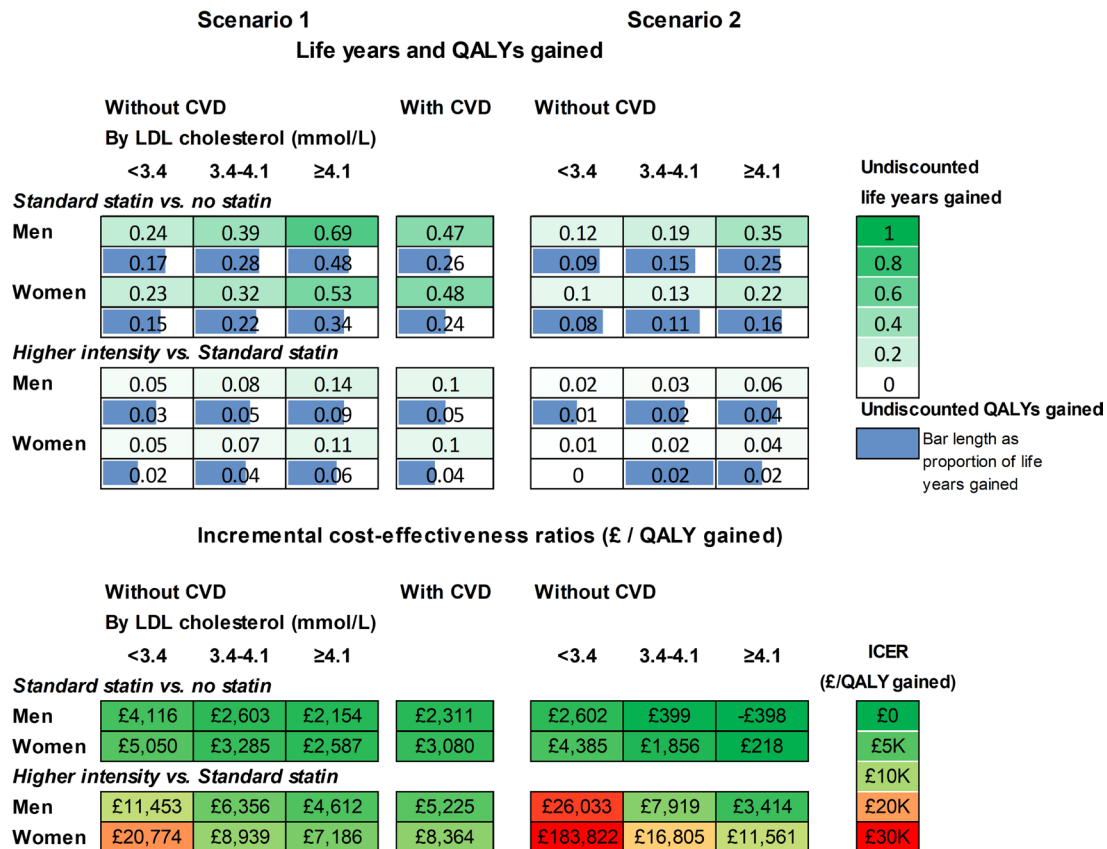 Scenario 1 Scenario 2
Life years and QALYs gained
Without CVD With CVD Without CVD
By LDL cholesterol (mmol/L)
<3.4 3.4-4.1 ≥4.1 <3.4 3.4-4.1 ≥4.1 Undiscounted
life years gained
Standard statin vs. no statin
Men 0.24 0.39 0.69 0.47 0.12 0.19 0.35 1
0.17 0.28 0.48 0.26 0.09 0.15 0.25 0.8
Women 0.23 0.32 0.53 0.48 0.1 0.13 0.22 0.6
0.15 0.22 0.34 0.24 0.08 0.11 0.16 0.4
Higher intensity vs. Standard statin 0.2
Men 0.05 0.08 0.14 0.1 0.02 0.03 0.06 0
0.03 0.05 0.09 0.05 0.01 0.02 0.04 Undiscounted QALYs gained
Women 0.05 0.07 0.11 0.1 0.01 0.02 0.04 Bar length as
proportion of life
0.02 0.04 0.06 0.04 0 0.02 0.02 years gained
Incremental cost-effectiveness ratios (£ / QALY gained)
Without CVD With CVD Without CVD
By LDL cholesterol (mmol/L)
<3.4 3.4-4.1 ≥4.1 <3.4 3.4-4.1 ≥4.1 ICER
Standard statin vs. no statin (£/QALY gained)
Men £4,116 £2,603 £2,154 £2,311 £2,602 £399 -£398 £0
Women £5,050 £3,285 £2,587 £3,080 £4,385 £1,856 £218 £5K
Higher intensity vs. Standard statin £10K
Men £11,453 £6,356 £4,612 £5,225 £26,033 £7,919 £3,414 £20K
Women £20,774 £8,939 £7,186 £8,364 £183,822 £16,805 £11,561 £30K